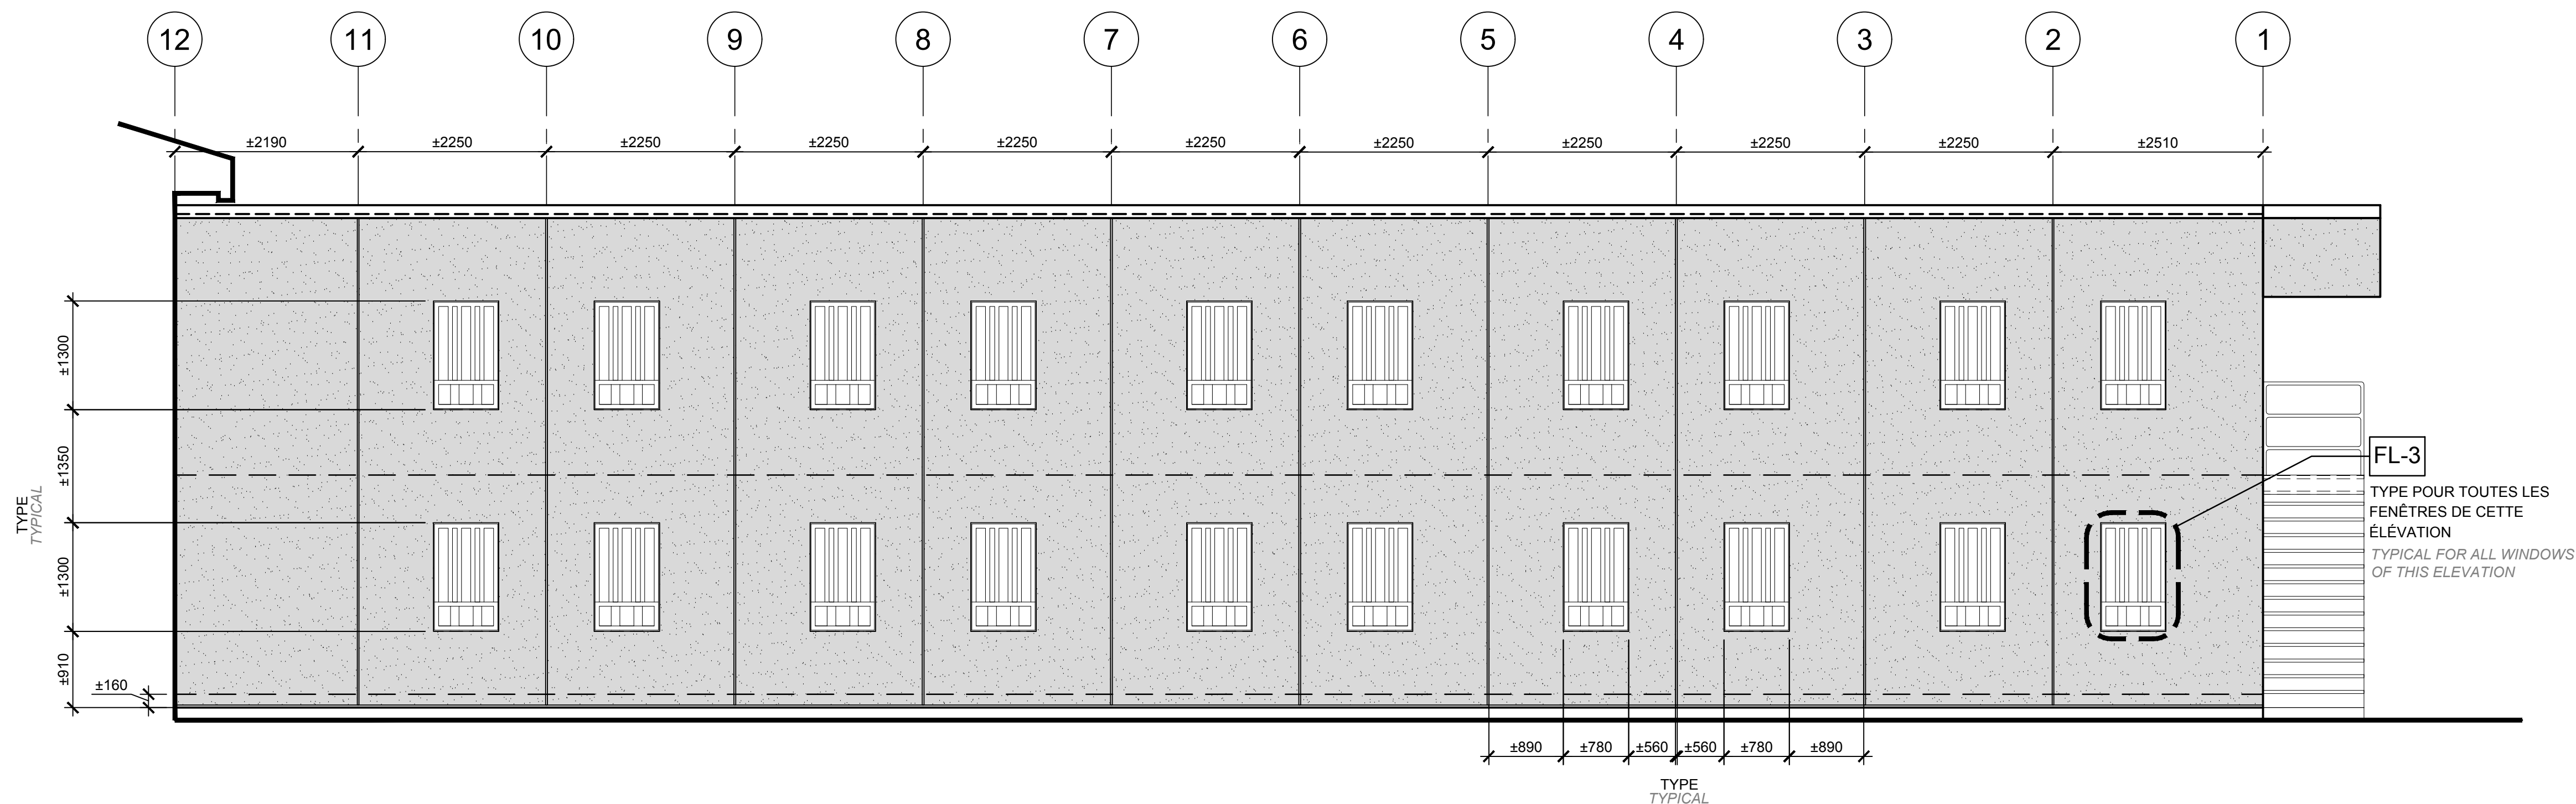 12 11 10 9 8 7 6 5 4 3 2 1
±2190 ±2250 ±2250 ±2250 ±2250 ±2250 ±2250 ±2250 ±2250 ±2250 ±2510
±1300
±1350
±1300
±910
±160
TYPE
TYPICAL
FL-3
TYPE POUR TOUTES LES
FENÊTRES DE CETTE
ÉLÉVATION
TYPICAL FOR ALL WINDOWS
OF THIS ELEVATION
±890 ±780 ±560 ±560 ±780 ±890
TYPE
TYPICAL